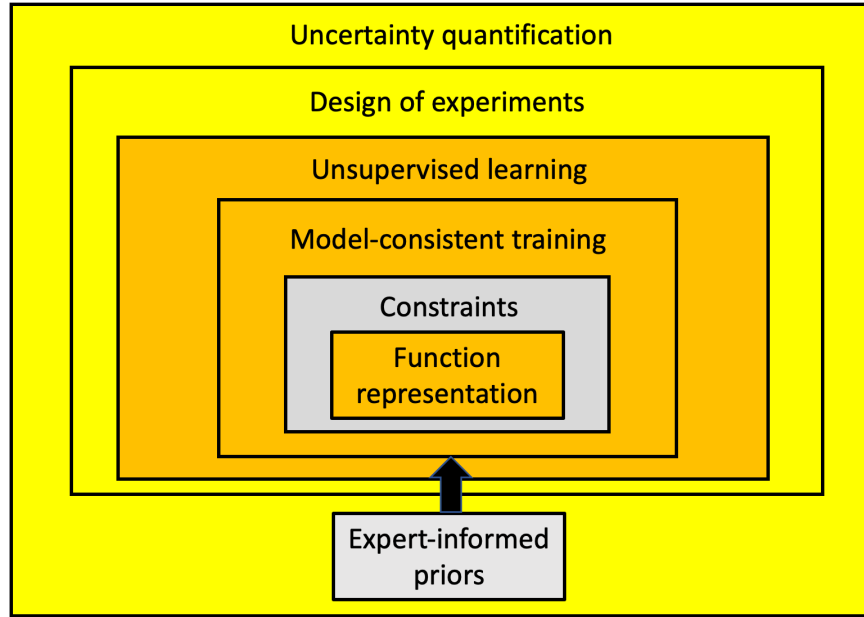 Uncertainty quantification
Design of experiments
Unsupervised learning
Model-consistent training
Constraints
Function
representation
Expert-informed
priors